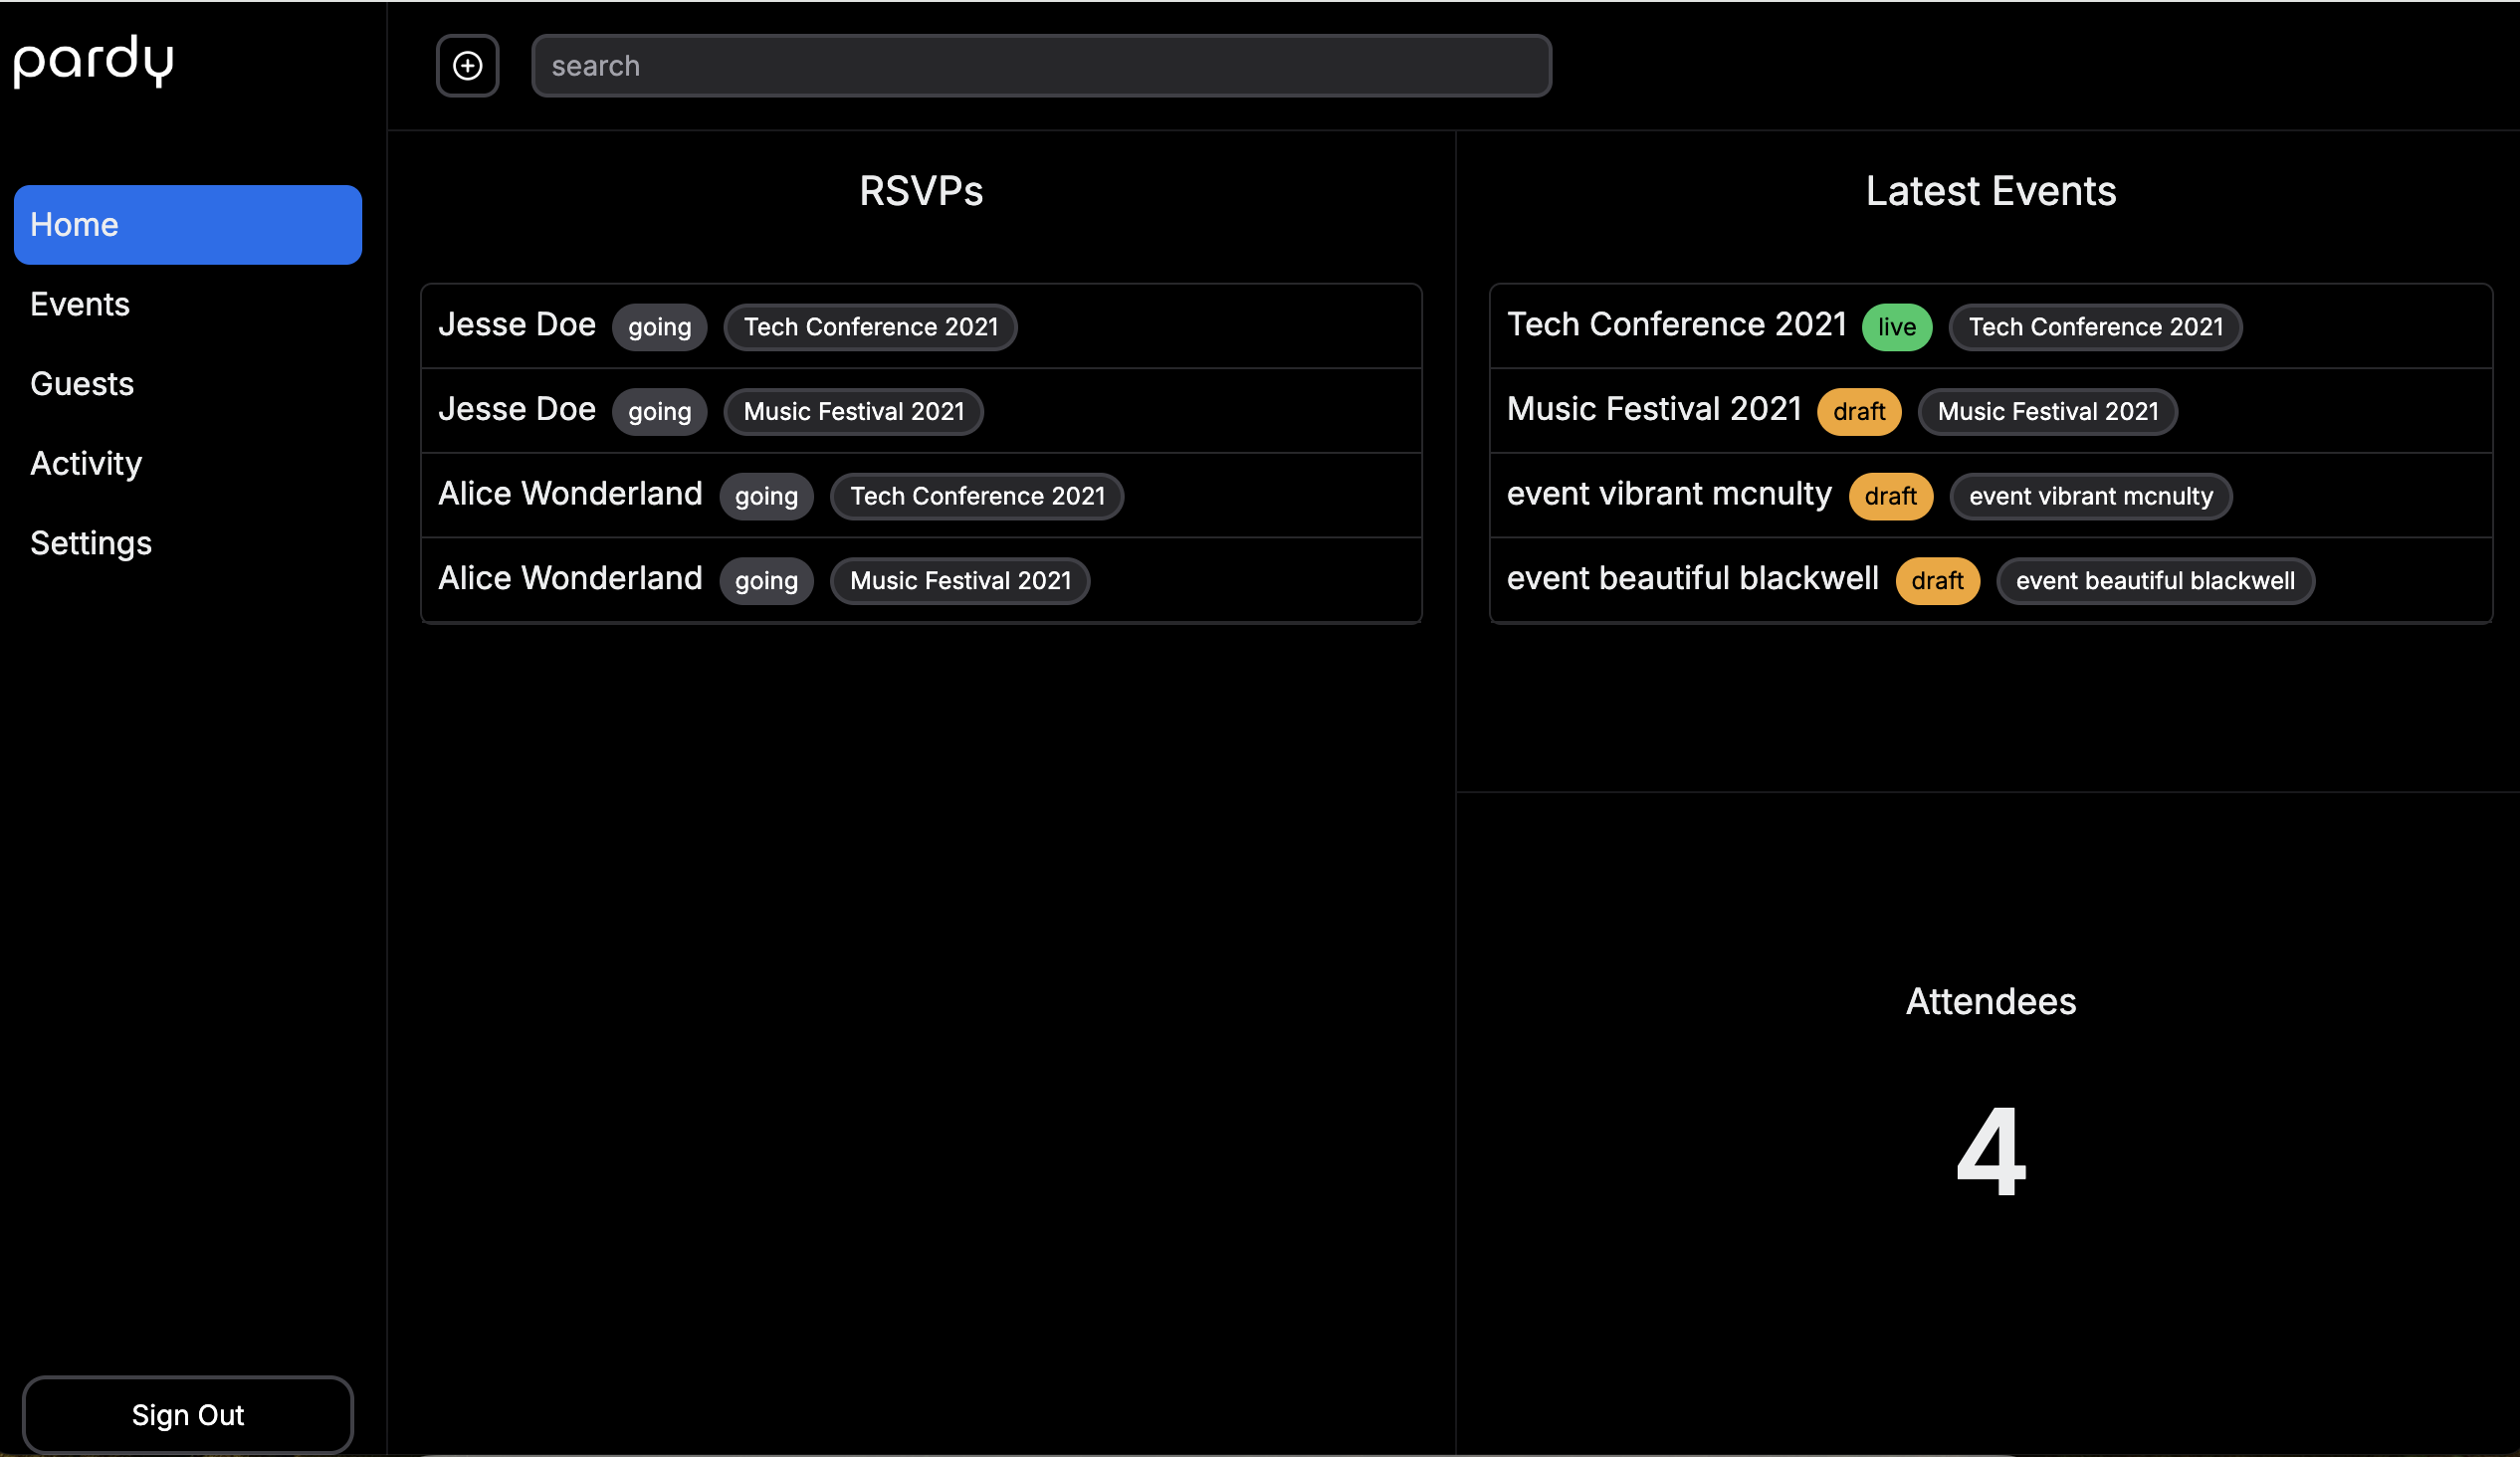 pardy
search
Home
Events
Guests
Activity
Settings
Sign Out
RSVPs
Jesse Doe going Tech Conference 2021
Jesse Doe going Music Festival 2021
Alice Wonderland going Tech Conference 2021
Alice Wonderland going Music Festival 2021
Latest Events
Tech Conference 2021 live Tech Conference 2021
Music Festival 2021 draft Music Festival 2021
event vibrant mcnulty draft event vibrant mcnulty
event beautiful blackwell draft event beautiful blackwell
Attendees
4